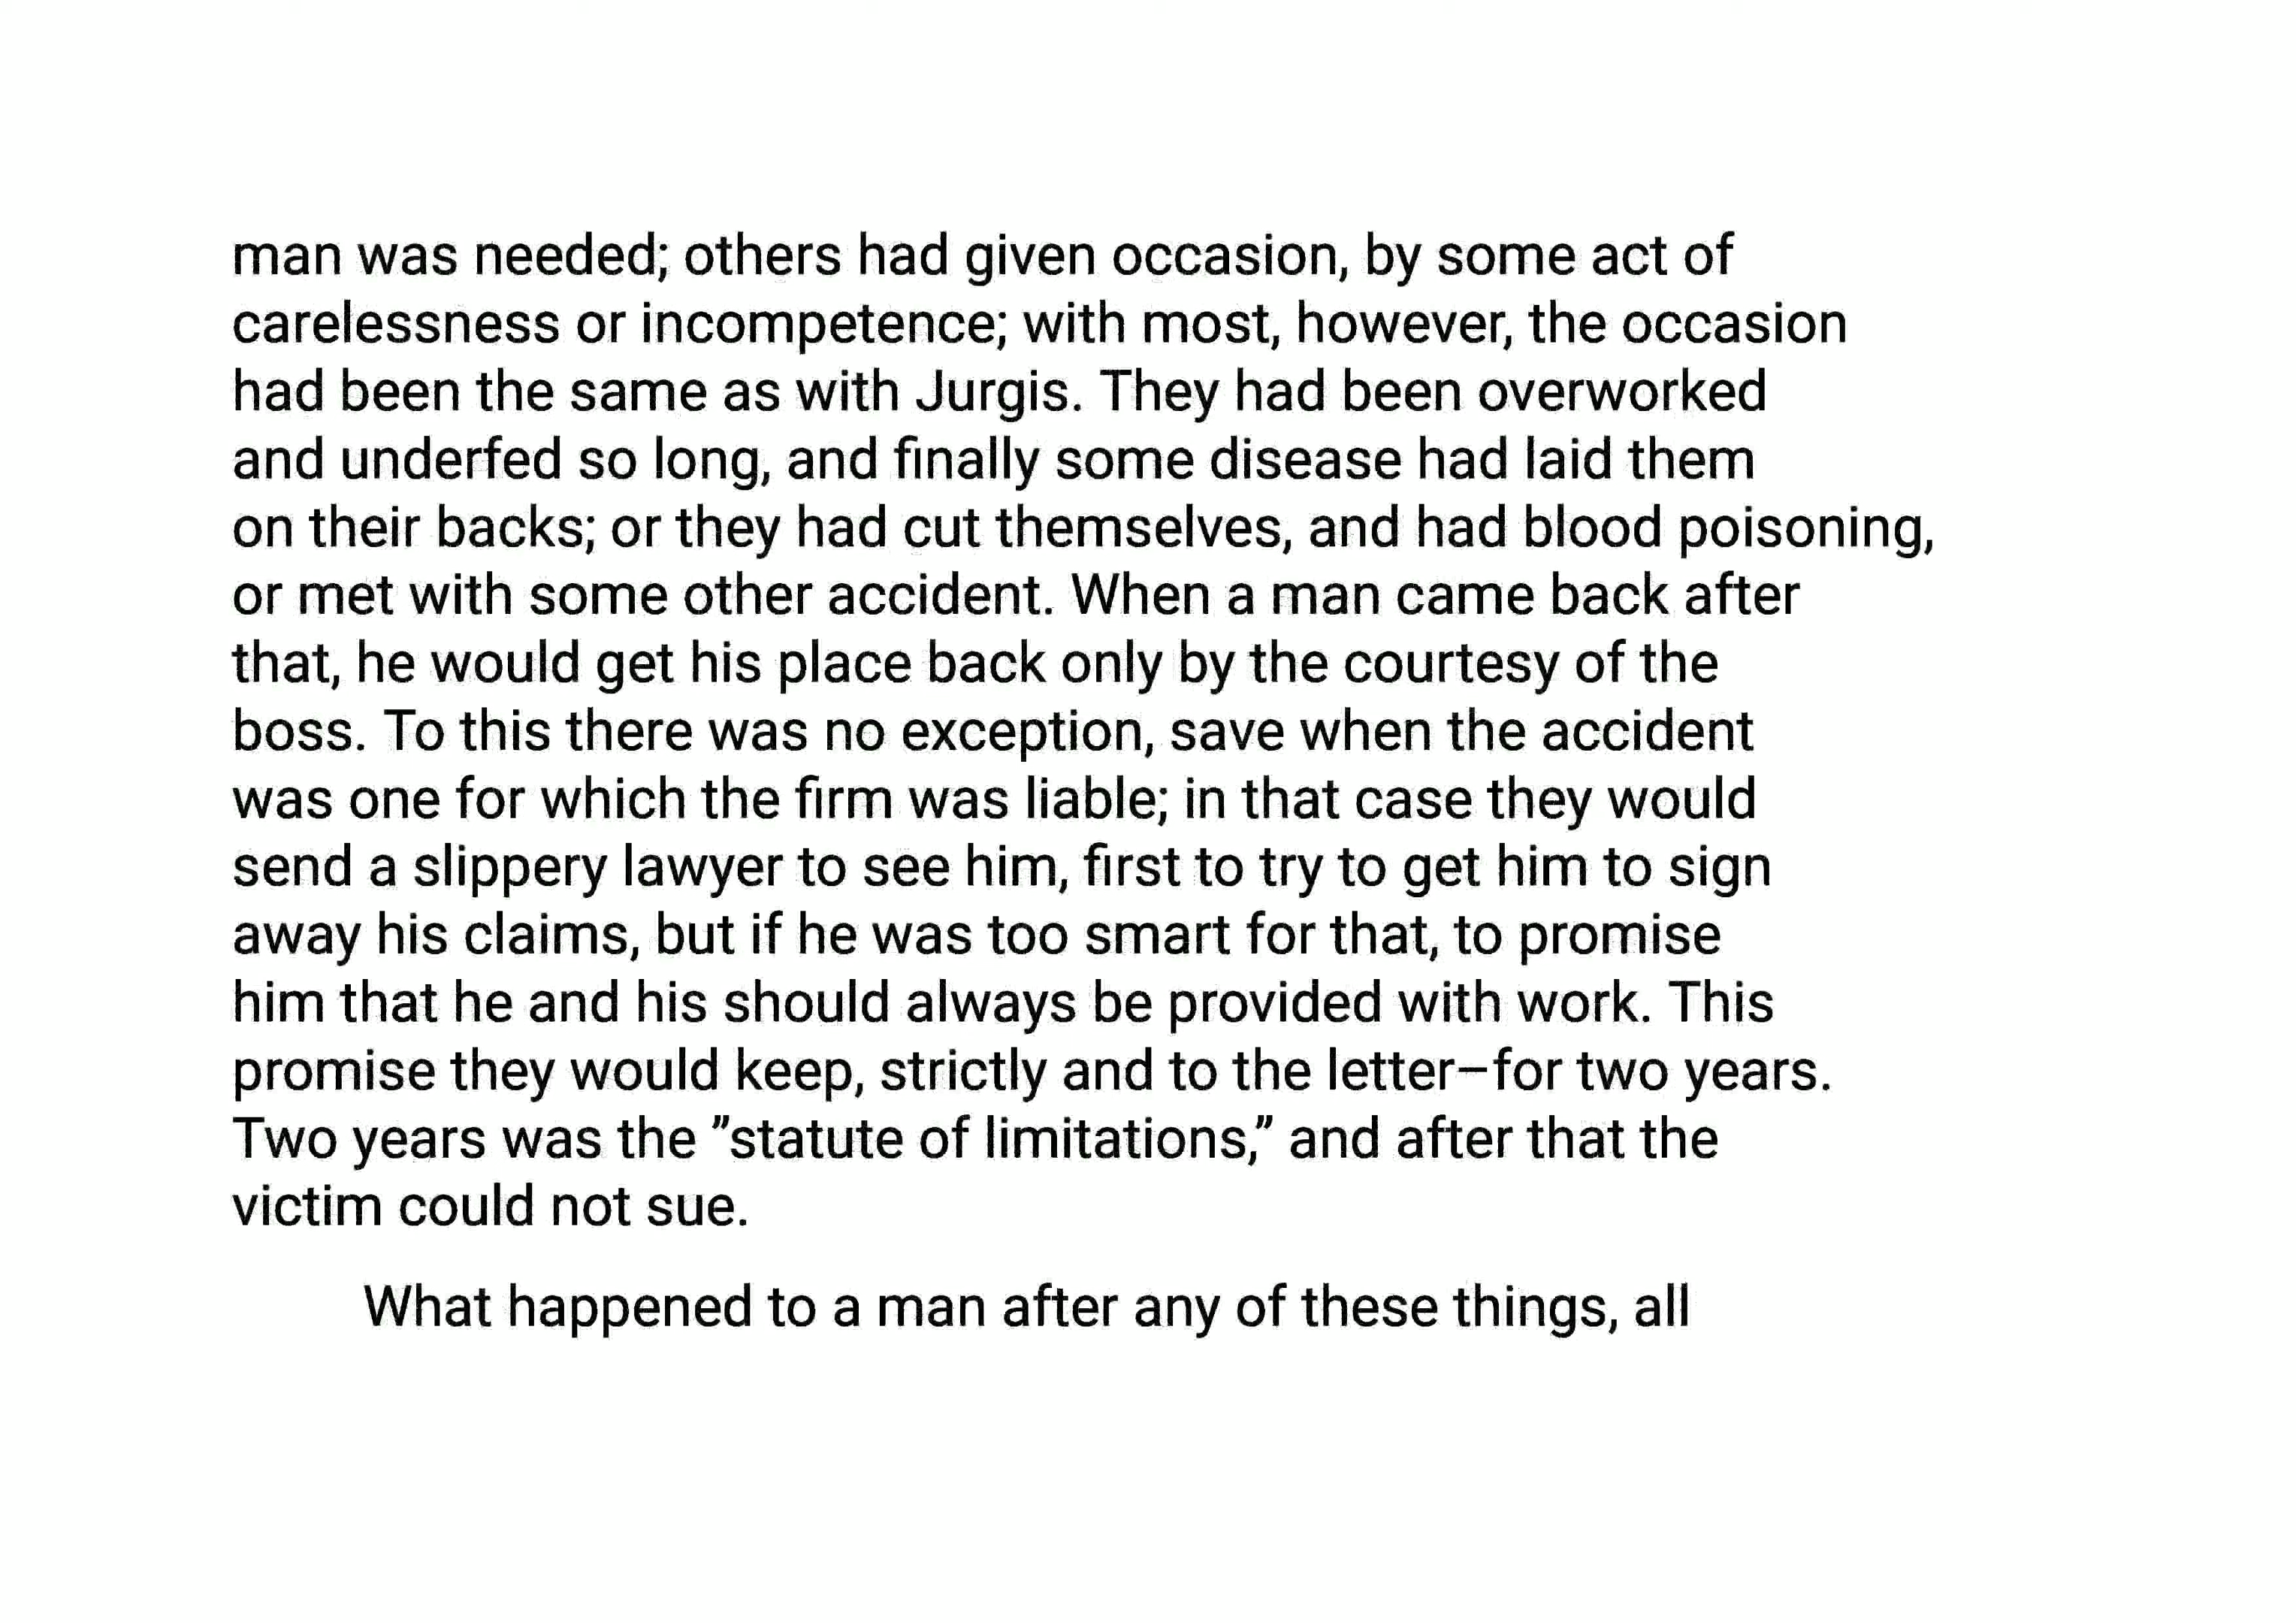 man was needed; others had given occasion, by some act of
carelessness or incompetence; with most, however, the occasion
had been the same as with Jurgis. They had been overworked
and underfed so long, and finally some disease had laid them
on their backs; or they had cut themselves, and had blood poisoning,
or met with some other accident. When a man came back after
that, he would get his place back only by the courtesy of the
boss. To this there was no exception, save when the accident
was one for which the firm was liable; in that case they would
send a slippery lawyer to see him, first to try to get him to sign
away his claims, but if he was too smart for that, to promise
him that he and his should always be provided with work. This
promise they would keep, strictly and to the letter–for two years.
Two years was the ”statute of limitations,” and after that the
victim could not sue.
What happened to a man after any of these things, all